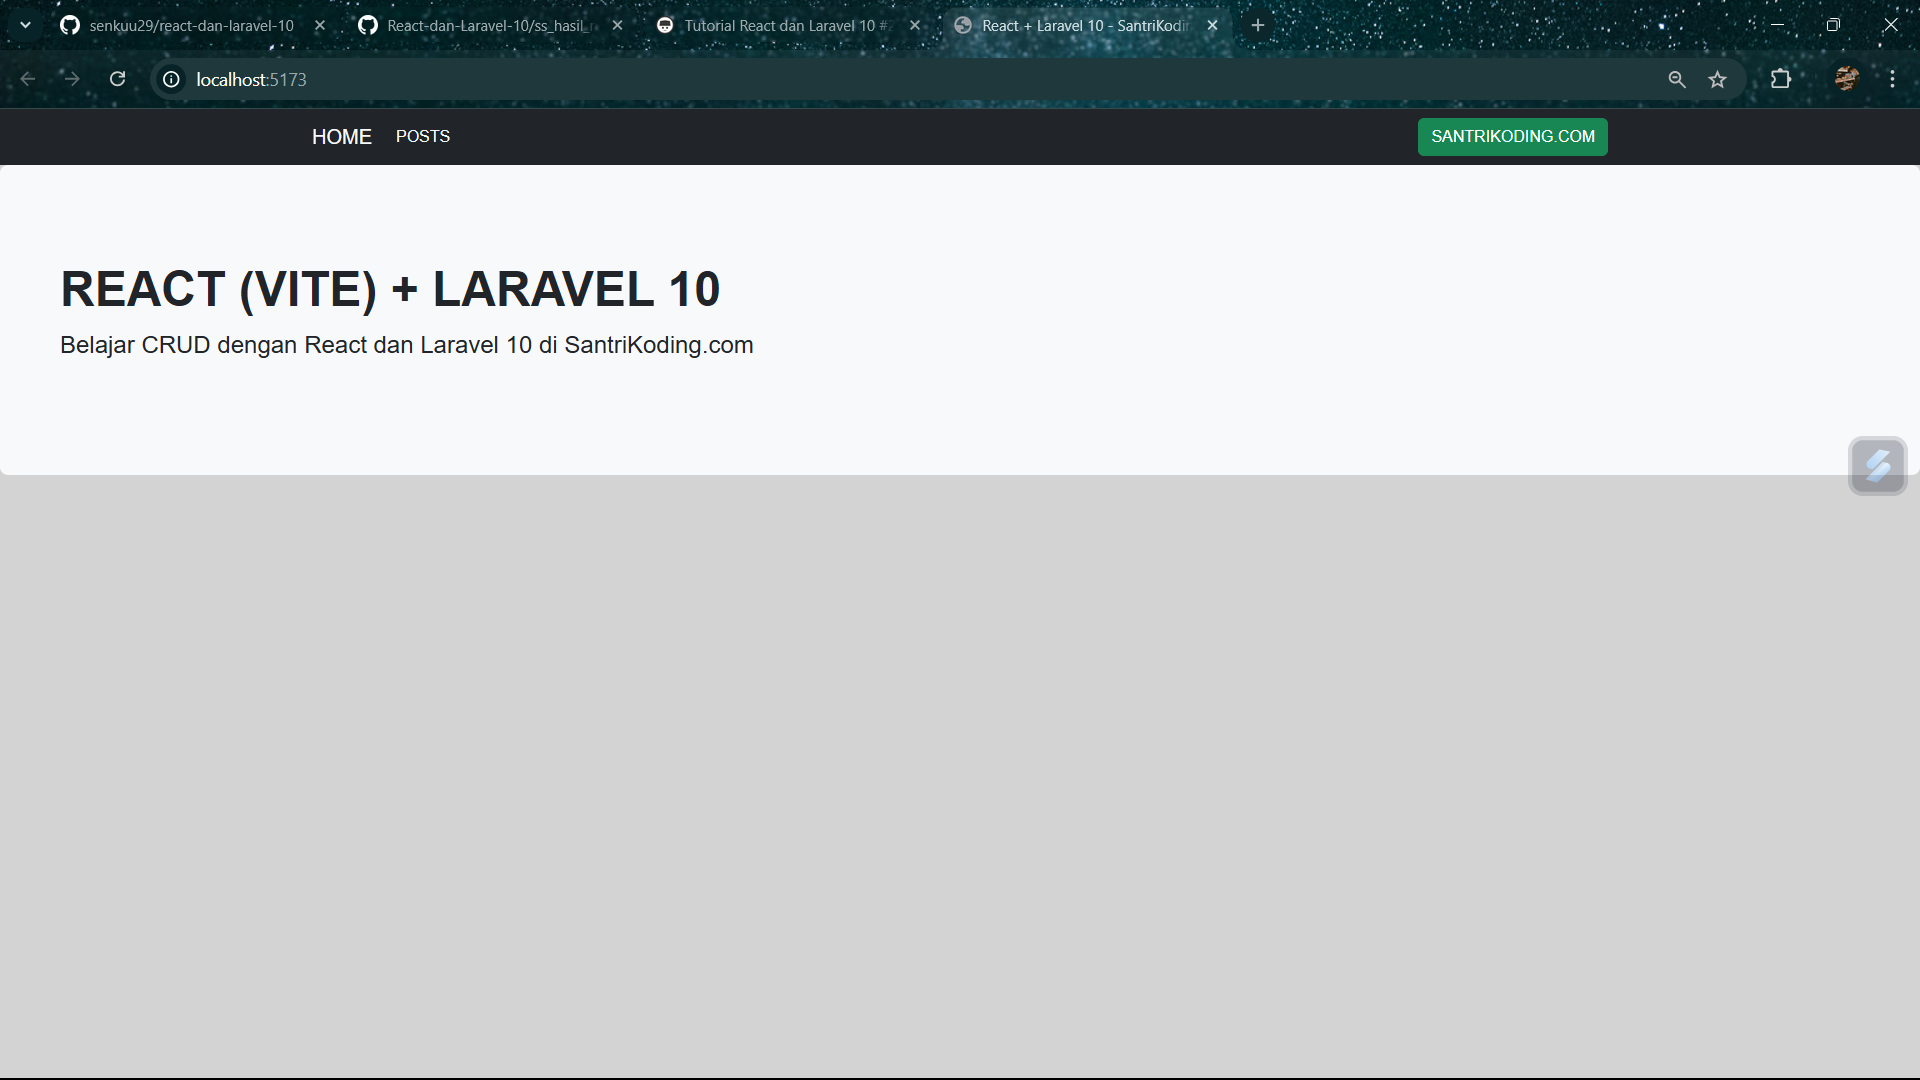 senkuu29/react-dan-laravel-10
React-dan-Laravel-10/ss_hasil_
Tutorial React dan Laravel 10 #
React + Laravel 10 - SantriKodin
localhost:5173
HOME POSTS SANTRIKODING.COM
REACT (VITE) + LARAVEL 10
Belajar CRUD dengan React dan Laravel 10 di SantriKoding.com